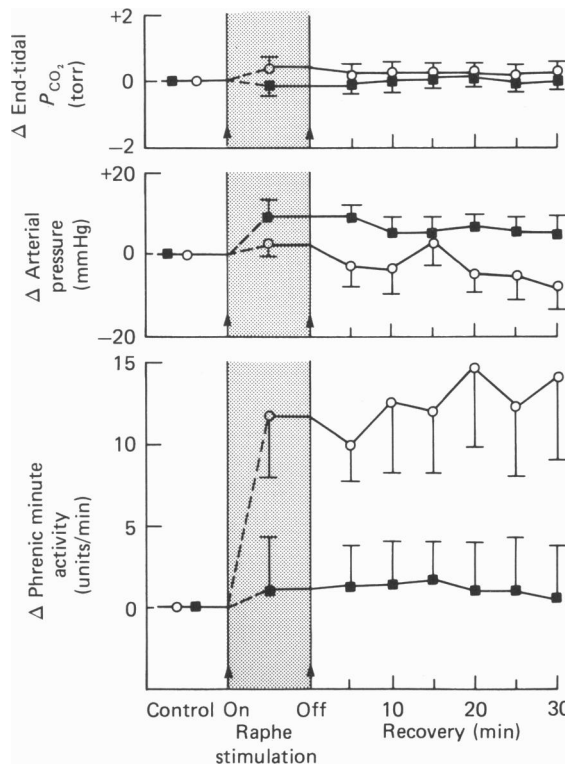 +2
Δ End-tidal
P CO₂
(torr)
0
−2
+20
Δ Arterial
pressure
(mmHg)
0
−20
15
10
Δ Phrenic minute
activity
(units/min)
5
0
Control On Off 10 20 30
Raphe
stimulation
Recovery (min)